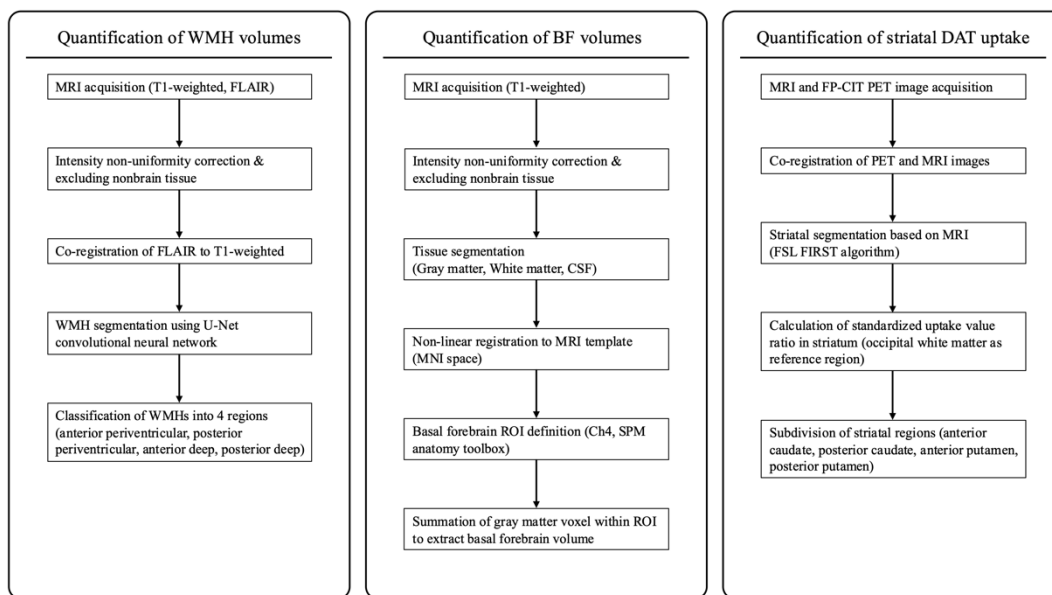 Quantification of WMH volumes
MRI acquisition (T1-weighted, FLAIR)
Intensity non-uniformity correction &
excluding nonbrain tissue
Co-registration of FLAIR to T1-weighted
WMH segmentation using U-Net
convolutional neural network
Classification of WMHs into 4 regions
(anterior periventricular, posterior
periventricular, anterior deep, posterior deep)
Quantification of BF volumes
MRI acquisition (T1-weighted)
Intensity non-uniformity correction &
excluding nonbrain tissue
Tissue segmentation
(Gray matter, White matter, CSF)
Non-linear registration to MRI template
(MNI space)
Basal forebrain ROI definition (Ch4, SPM
anatomy toolbox)
Summation of gray matter voxel within ROI
to extract basal forebrain volume
Quantification of striatal DAT uptake
MRI and FP-CIT PET image acquisition
Co-registration of PET and MRI images
Striatal segmentation based on MRI
(FSL FIRST algorithm)
Calculation of standardized uptake value
ratio in striatum (occipital white matter as
reference region)
Subdivision of striatal regions (anterior
caudate, posterior caudate, anterior putamen,
posterior putamen)